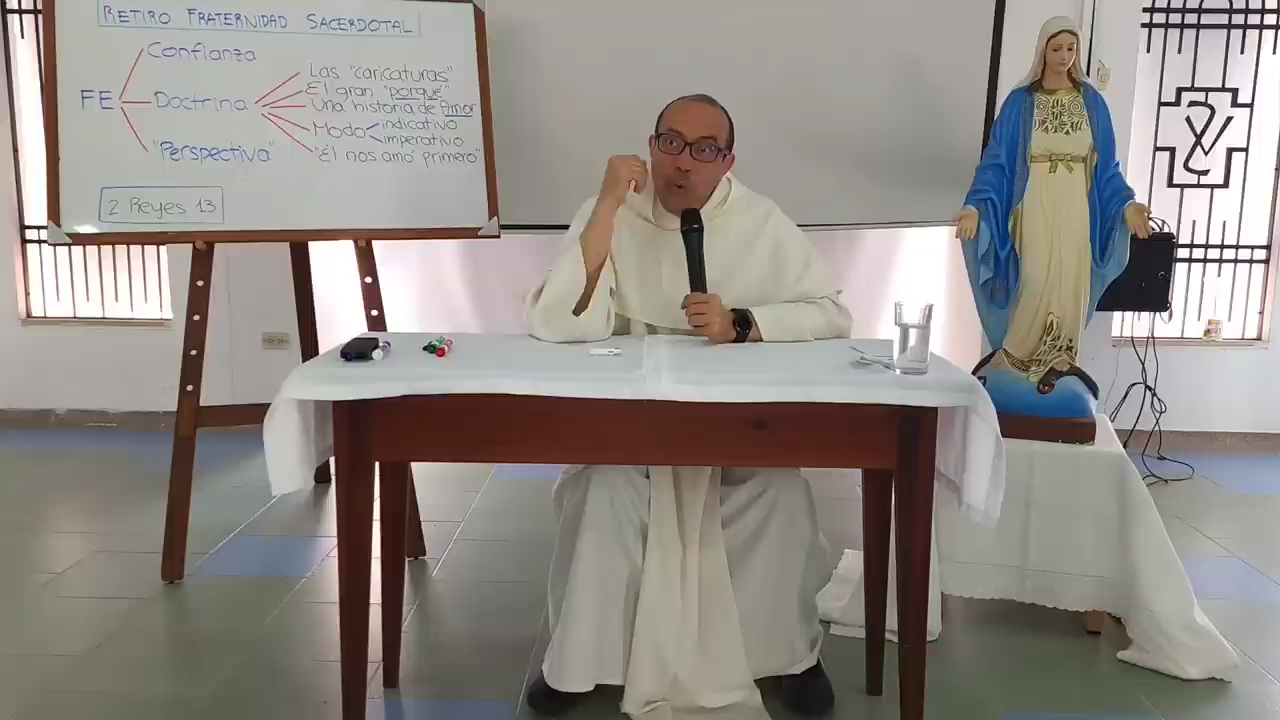 RETIRO FRATERNIDAD SACERDOTAL
Confianza
FE
Doctrina
"Perspectiva"
Las "caricaturas"
El gran "porqué"
Una historia de Amor
Modo indicativo
imperativo
"Él nos amó primero"
2 Reyes 13